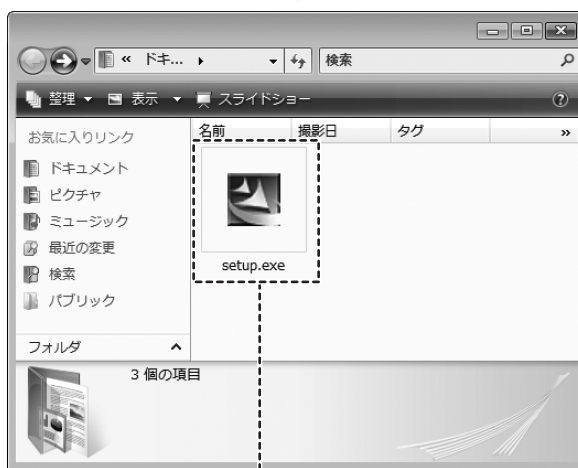 « ドキ...
検索
整理
表示
スライドショー
お気に入りリンク
名前
撮影日
タグ
»
ドキュメント
ピクチャ
ミュージック
最近の変更
検索
パブリック
setup.exe
フォルダ
3 個の項目